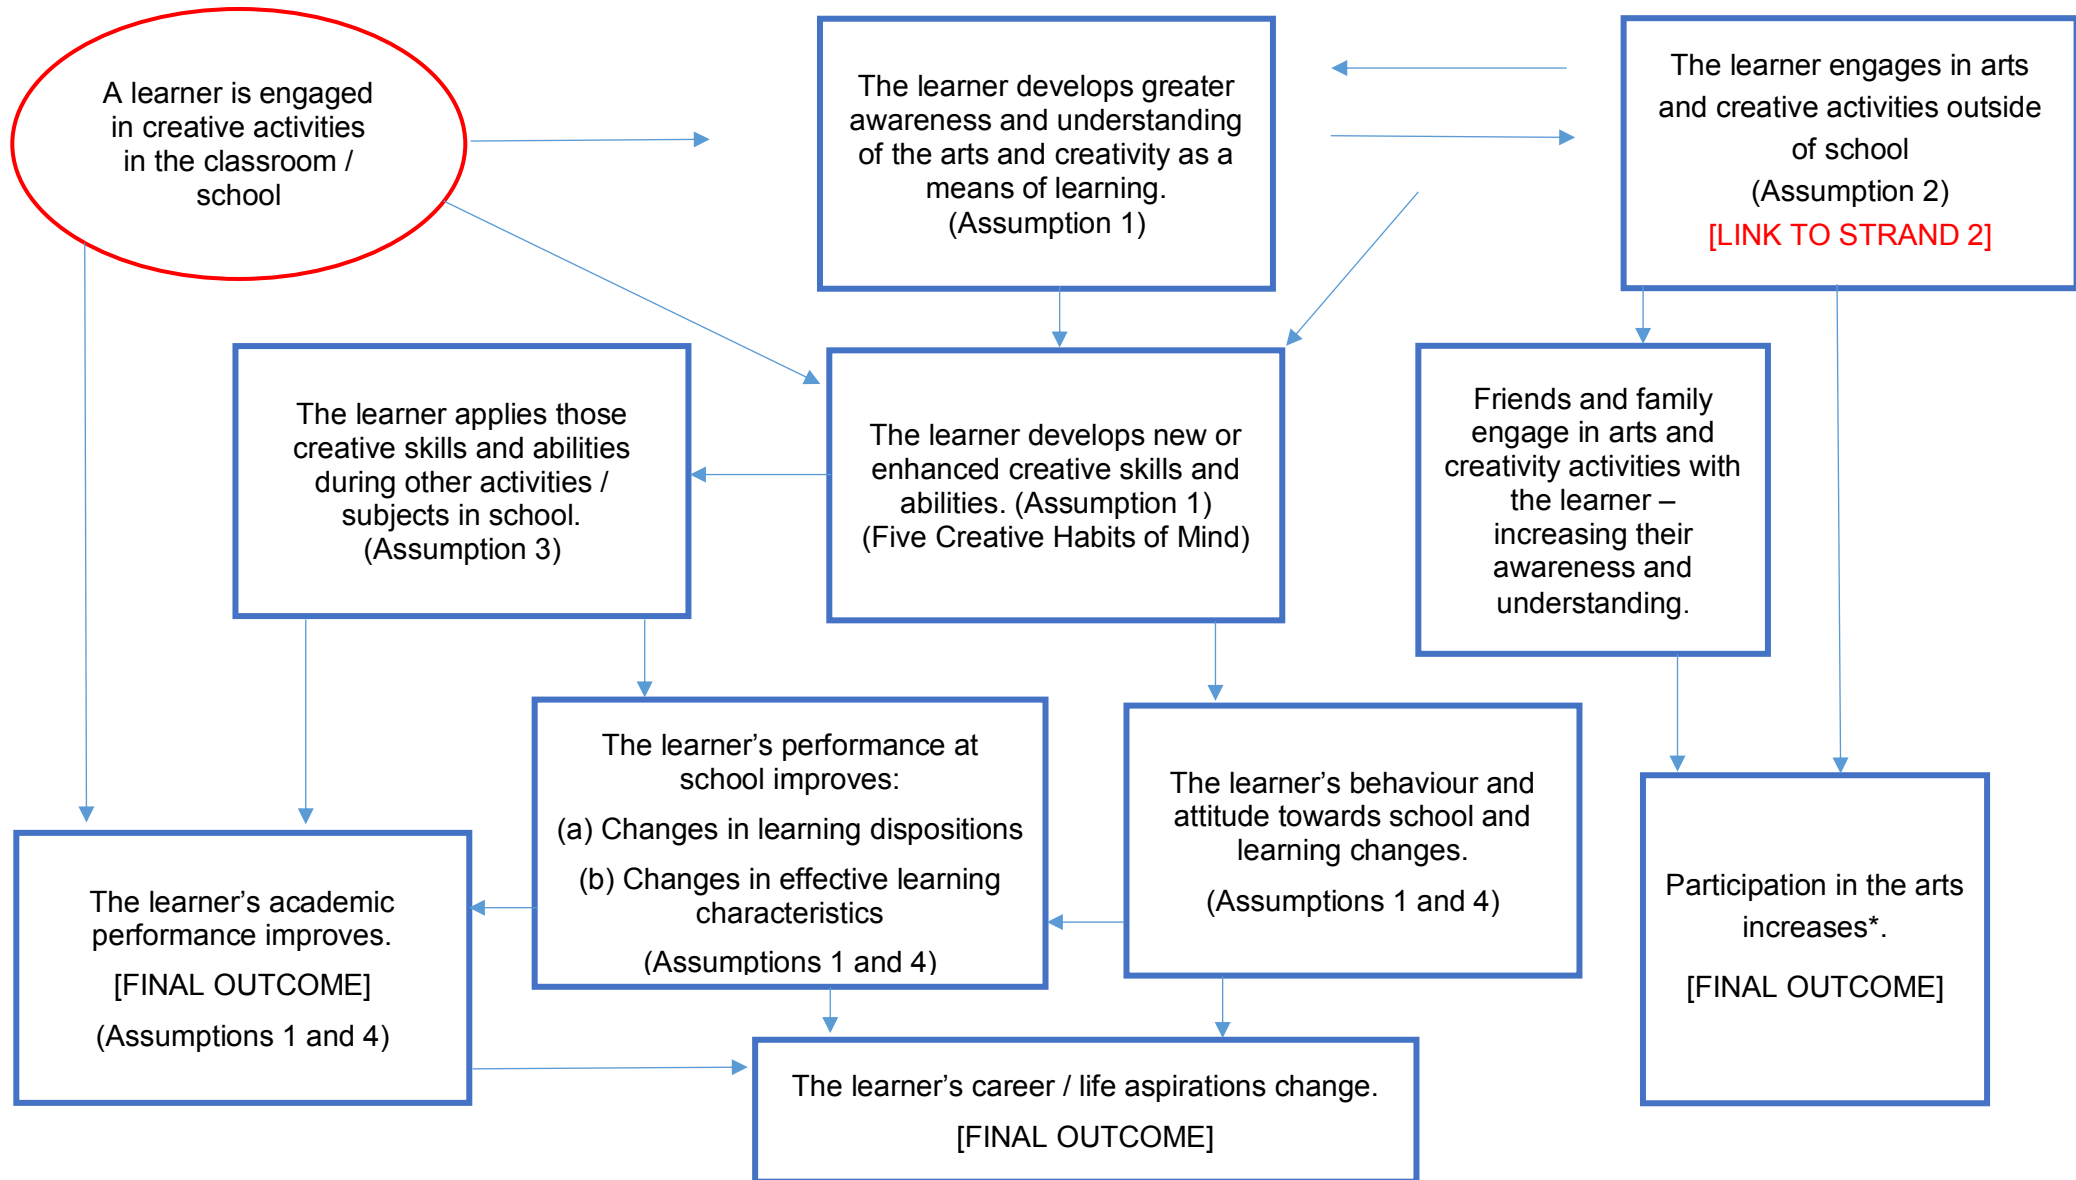 A learner is engaged
in creative activities
in the classroom /
school
The learner develops greater
awareness and understanding
of the arts and creativity as a
means of learning.
(Assumption 1)
The learner engages in arts
and creative activities outside
of school
(Assumption 2)
[LINK TO STRAND 2]
The learner applies those
creative skills and abilities
during other activities /
subjects in school.
(Assumption 3)
The learner develops new or
enhanced creative skills and
abilities. (Assumption 1)
(Five Creative Habits of Mind)
Friends and family
engage in arts and
creativity activities with
the learner –
increasing their
awareness and
understanding.
The learner’s performance at
school improves:
(a) Changes in learning dispositions
(b) Changes in effective learning
characteristics
(Assumptions 1 and 4)
The learner’s behaviour and
attitude towards school and
learning changes.
(Assumptions 1 and 4)
The learner’s academic
performance improves.
[FINAL OUTCOME]
(Assumptions 1 and 4)
Participation in the arts
increases*.
[FINAL OUTCOME]
The learner’s career / life aspirations change.
[FINAL OUTCOME]